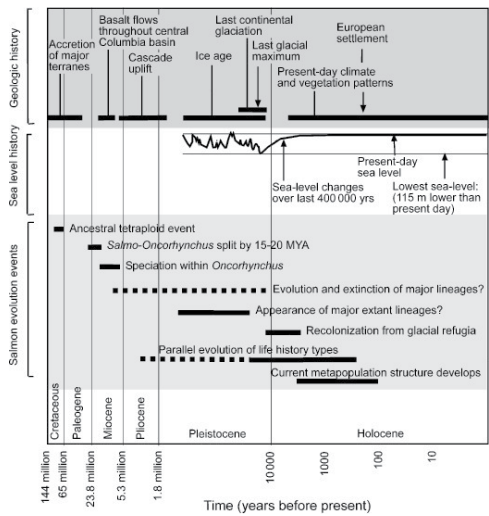 Geologic history
Accretion
of major
terranes
Basalt flows
throughout central
Columbia basin
Cascade
uplift
Ice age
Last continental
glaciation
Last glacial
maximum
European
settlement
Present-day climate
and vegetation patterns
Sea level history
Sea-level changes
over last 400 000 yrs
Present-day
sea level
Lowest sea-level:
(115 m lower than
present day)
Salmon evolution events
Ancestral tetraploid event
Salmo-Oncorhynchus split by 15-20 MYA
Speciation within Oncorhynchus
Evolution and extinction of major lineages?
Appearance of major extant lineages?
Recolonization from glacial refugia
Parallel evolution of life history types
Current metapopulation structure develops
Cretaceous
Paleogene
Miocene
Pliocene
Pleistocene
Holocene
144 million
65 million
23.8 million
5.3 million
1.8 million
10 000
1000
100
10
Time (years before present)